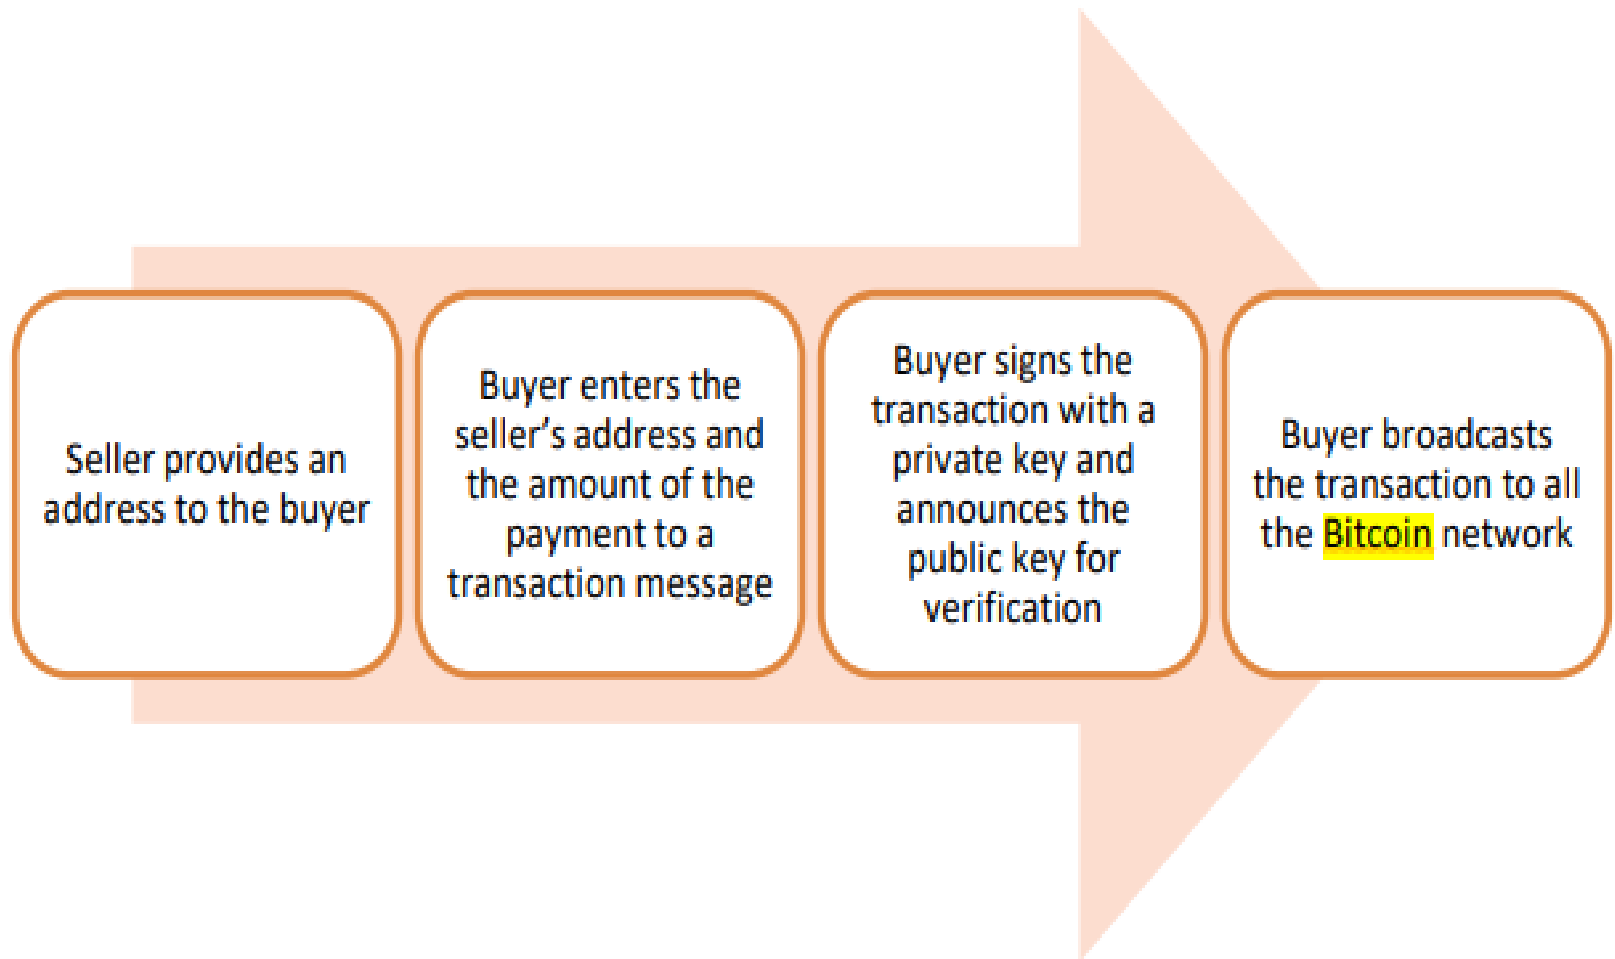 Seller provides an
address to the buyer
Buyer enters the
seller's address and
the amount of the
payment to a
transaction message
Buyer signs the
transaction with a
private key and
announces the
public key for
verification
Buyer broadcasts
the transaction to all
the Bitcoin network